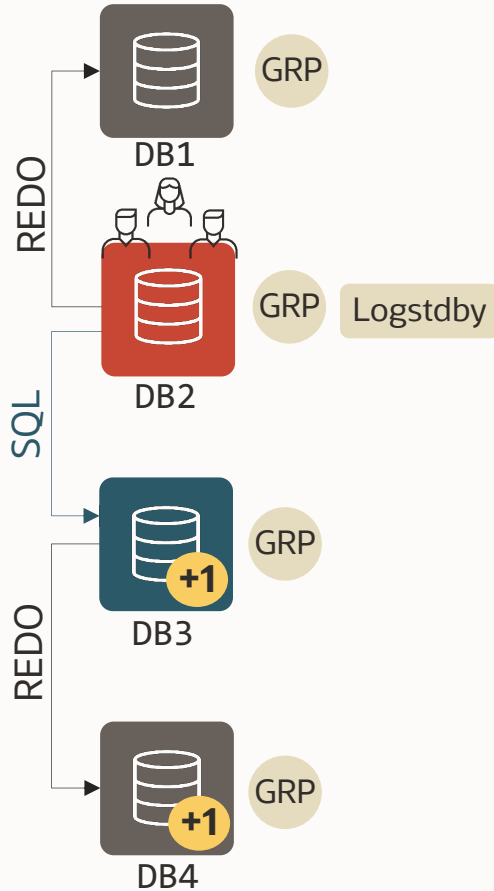 GRP
DB1
REDO
GRP
Logstdby
DB2
SQL
GRP
+1
DB3
REDO
GRP
+1
DB4